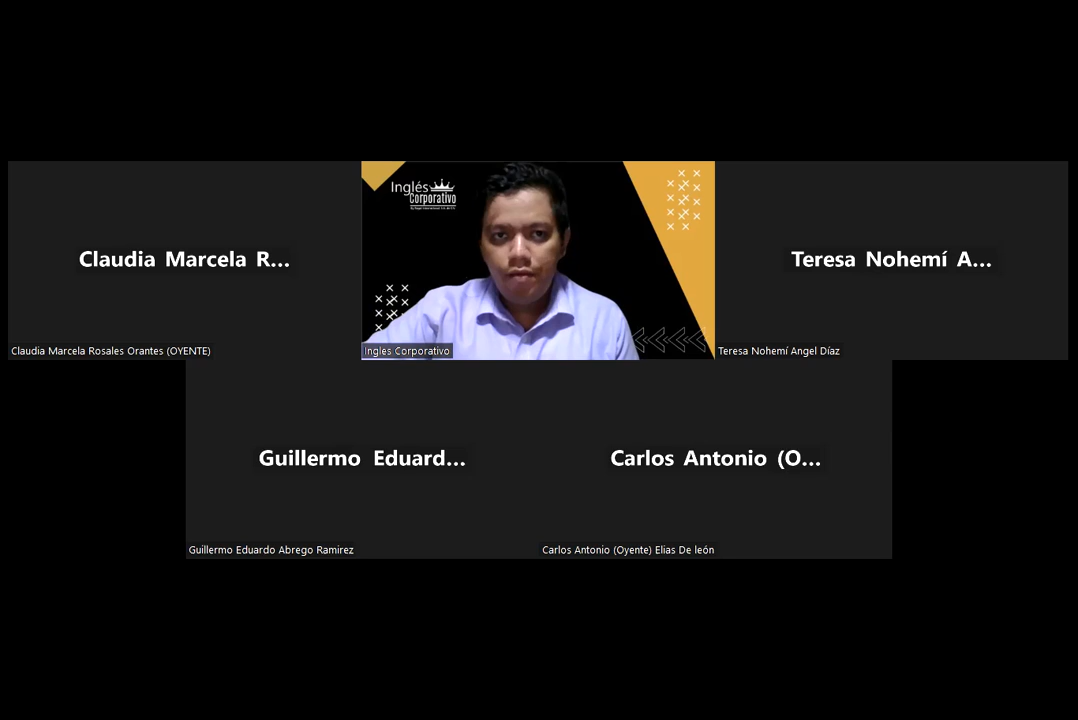 Claudia Marcela R...
Claudia Marcela Rosales Orantes (OYENTE)
Inglés
Corporativo
Ingles Corporativo
Teresa Nohemí A...
Teresa Nohemí Angel Díaz
Guillermo Eduard...
Guillermo Eduardo Abrego Ramirez
Carlos Antonio (O...
Carlos Antonio (Oyente) Elias De león